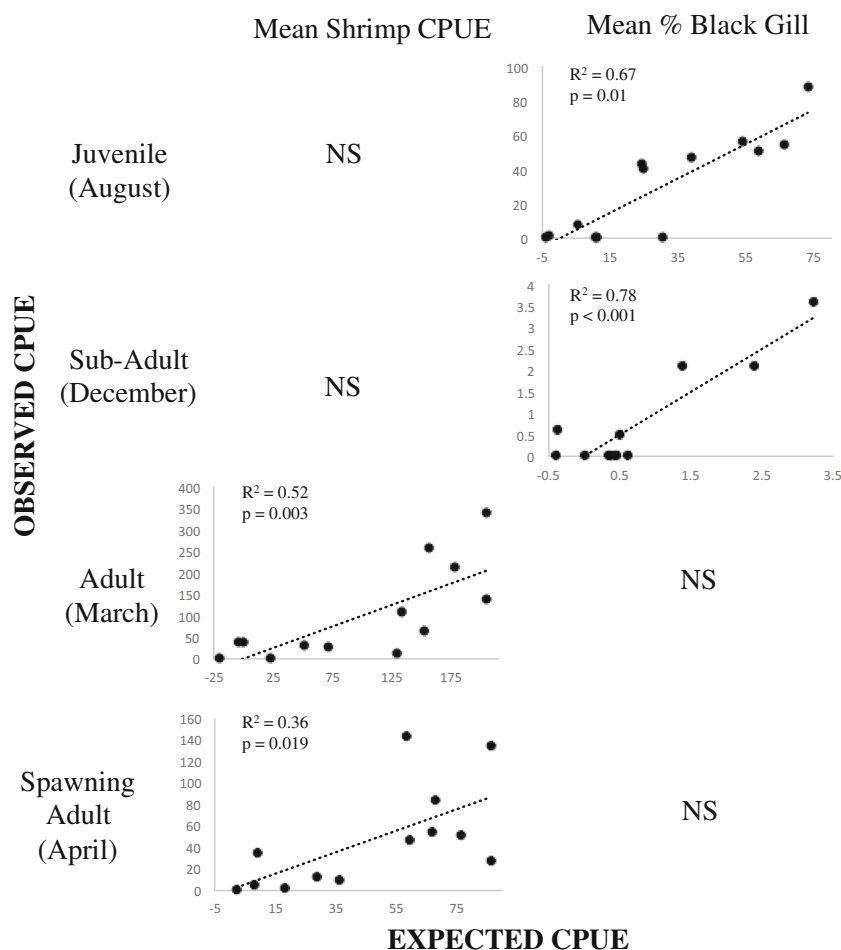 Mean Shrimp CPUE
Mean % Black Gill
Juvenile
(August)
NS
R² = 0.67
p = 0.01
100
80
60
40
20
0
-5 15 35 55 75
Sub-Adult
(December)
NS
R² = 0.78
p < 0.001
4
3.5
3
2.5
2
1.5
1
0.5
0
-0.5 0.5 1.5 2.5 3.5
OBSERVED CPUE
Adult
(March)
R² = 0.52
p = 0.003
400
350
300
250
200
150
100
50
0
-25 25 75 125 175
NS
Spawning
Adult
(April)
R² = 0.36
p = 0.019
160
140
120
100
80
60
40
20
0
-5 15 35 55 75
NS
EXPECTED CPUE